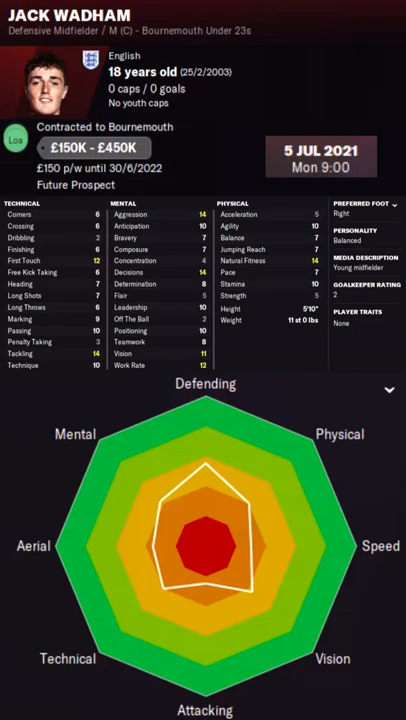 JACK WADHAM
Defensive Midfielder / M (C) - Bournemouth Under 23s
English
18 years old (25/2/2003)
0 caps / 0 goals
No youth caps
Loa
Contracted to Bournemouth
£150K - £450K
£150 p/w until 30/6/2022
Future Prospect
5 JUL 2021
Mon 9:00
TECHNICAL
Corners 6
Crossing 6
Dribbling 2
Finishing 6
First Touch 12
Free Kick Taking 6
Heading 7
Long Shots 7
Long Throws 6
Marking 9
Passing 10
Penalty Taking 3
Tackling 14
Technique 10
MENTAL
Aggression 14
Anticipation 10
Bravery 7
Composure 7
Concentration 4
Decisions 14
Determination 8
Flair 5
Leadership 10
Off The Ball 2
Positioning 10
Teamwork 8
Vision 11
Work Rate 12
PHYSICAL
Acceleration 5
Agility 10
Balance 7
Jumping Reach 7
Natural Fitness 14
Pace 7
Stamina 10
Strength 5
Height 5'10"
Weight 11 st 0 lbs
PREFERRED FOOT
Right
PERSONALITY
Balanced
MEDIA DESCRIPTION
Young midfielder
GOALKEEPER RATING
2
PLAYER TRAITS
None
Defending
Mental
Physical
Aerial
Speed
Technical
Vision
Attacking